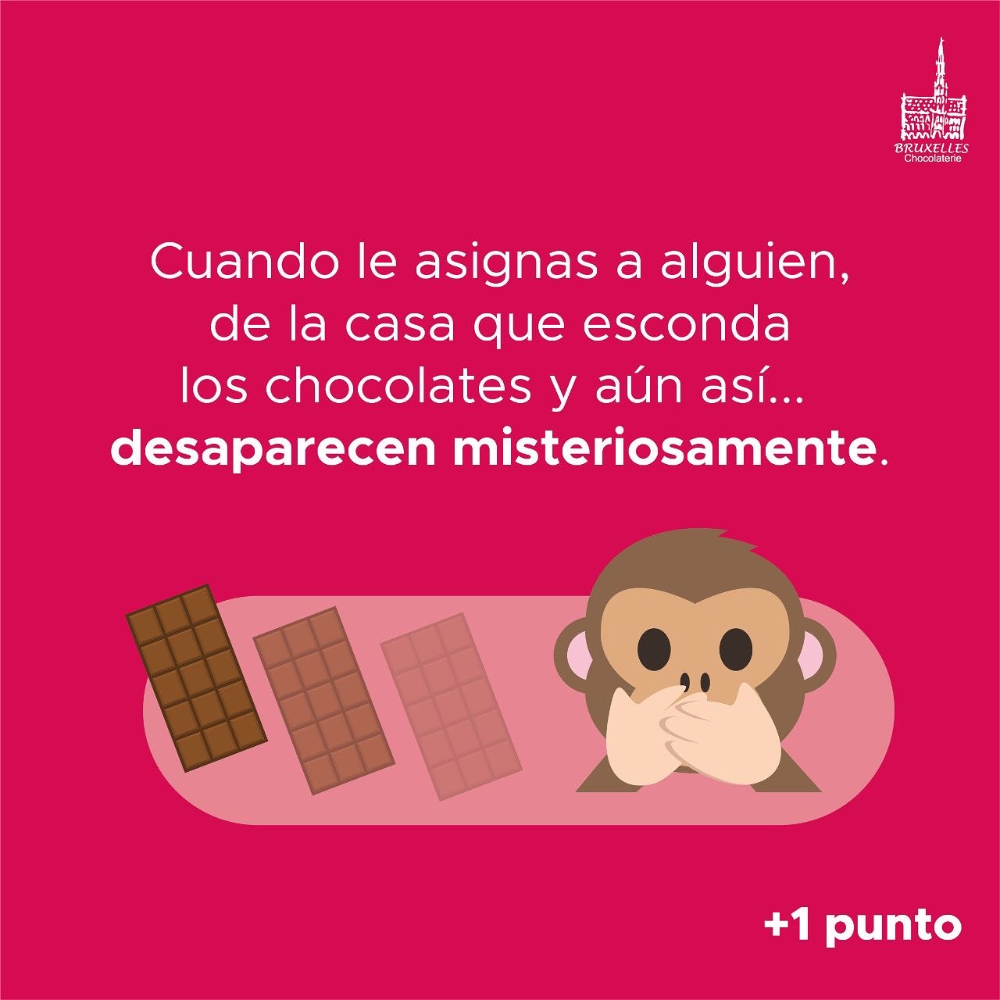 BRUXELLES
Chocolaterie
Cuando le asignas a alguien,
de la casa que esconda
los chocolates y aún así...
desaparecen misteriosamente.
+1 punto